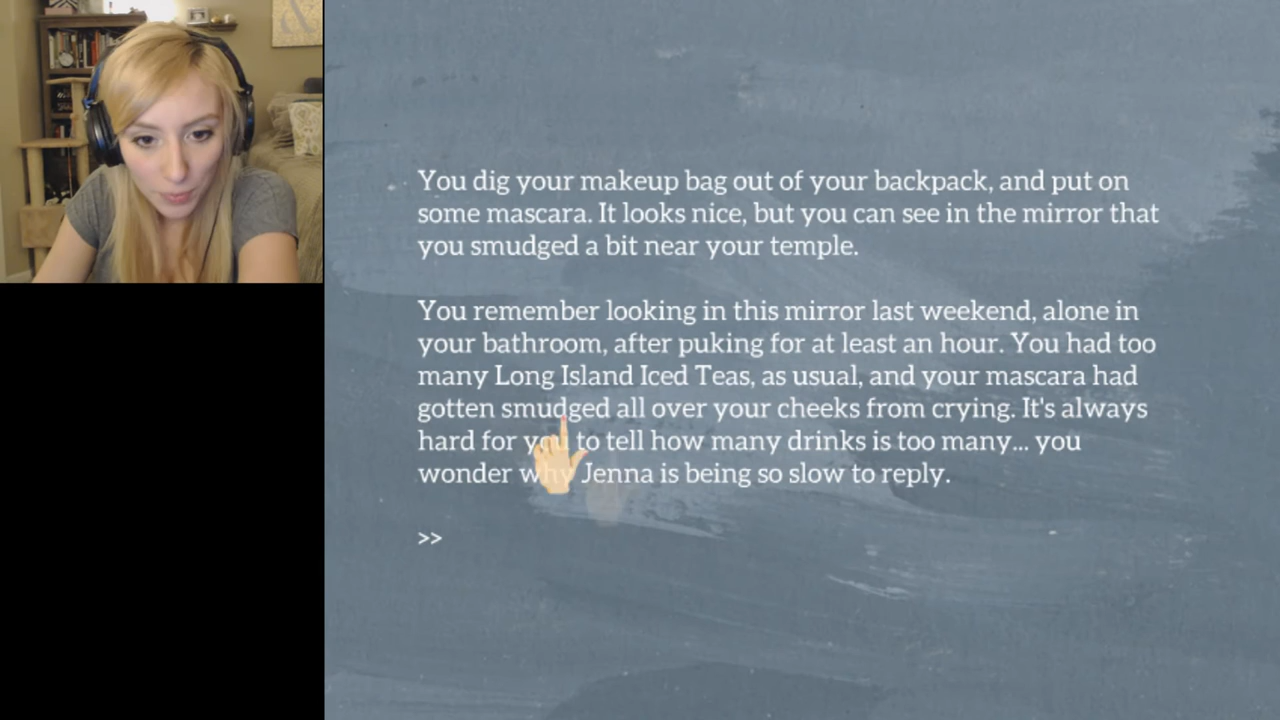 You dig your makeup bag out of your backpack, and put on
some mascara. It looks nice, but you can see in the mirror that
you smudged a bit near your temple.
You remember looking in this mirror last weekend, alone in
your bathroom, after puking for at least an hour. You had too
many Long Island Iced Teas, as usual, and your mascara had
gotten smudged all over your cheeks from crying. It's always
hard for you to tell how many drinks is too many... you
wonder why Jenna is being so slow to reply.
>>